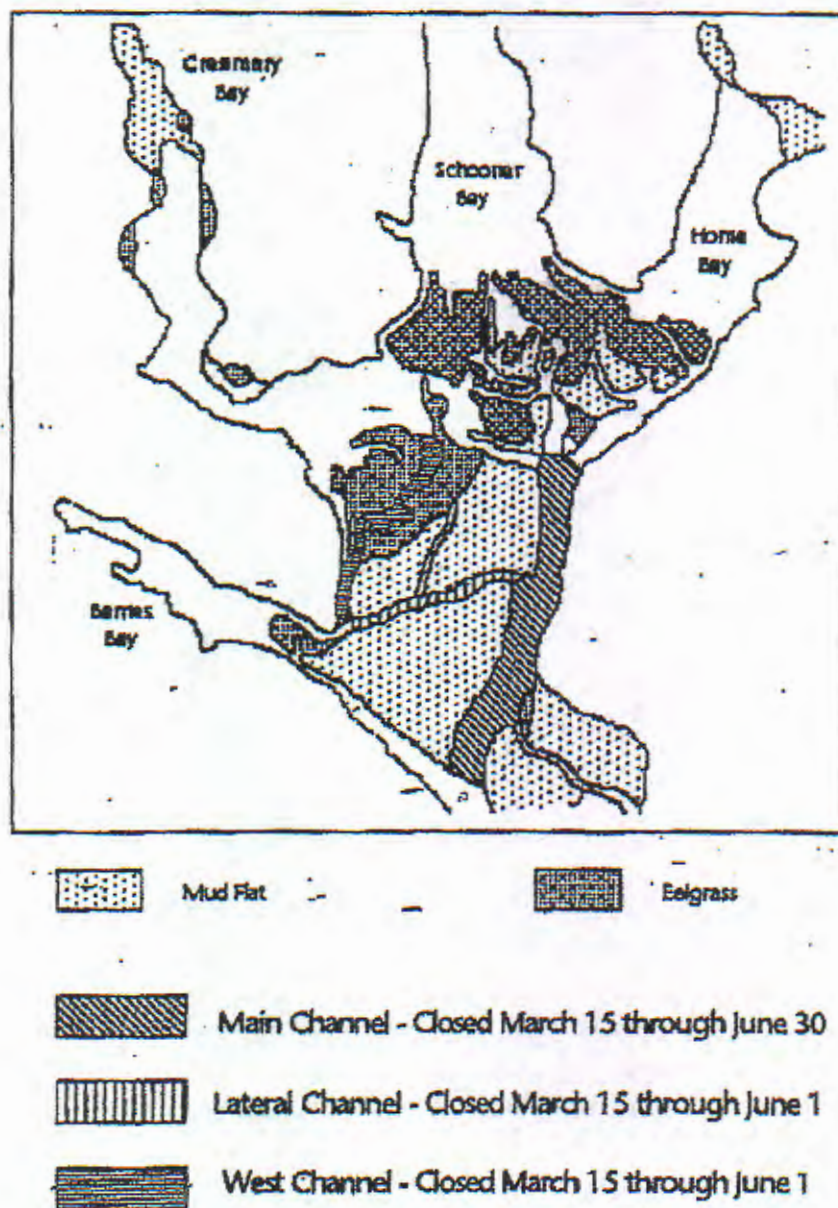 Creamery
Bay
Schooner
Bay
Home
Bay
Barries
Bay
Mud Flat
Eelgrass
Main Channel - Closed March 15 through June 30
Lateral Channel - Closed March 15 through June 1
West Channel - Closed March 15 through June 1